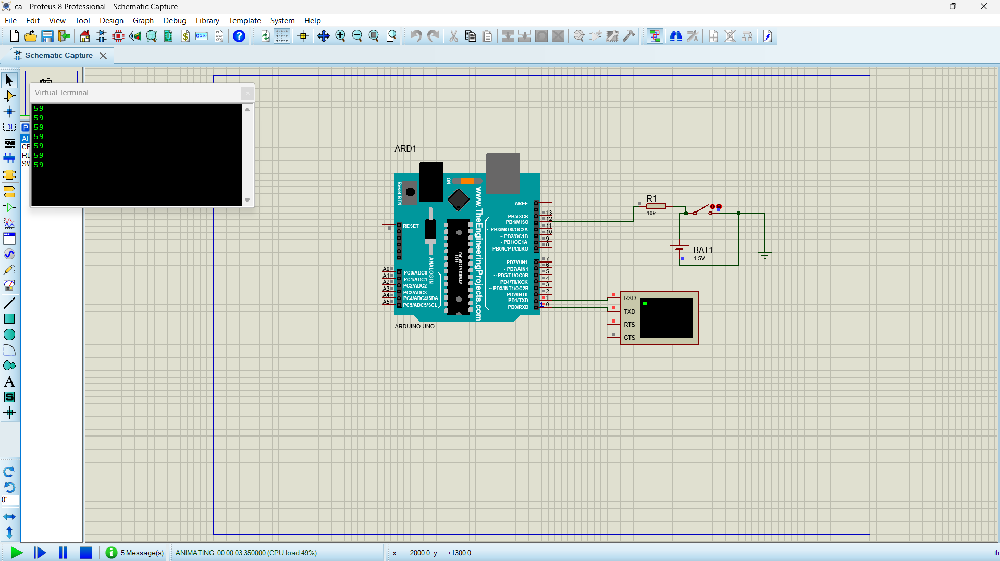 ca - Proteus 8 Professional - Schematic Capture
File Edit View Tool Design Graph Debug Library Template System Help
Schematic Capture
Virtual Terminal
59
59
59
59
59
59
59
LBL
P
A
S
0°
ARD1
Reset BTN
ON
www.TheEngineeringProjects.com
RESET
ANALOG IN
ATMEGA328P-PU
1121
AREF
PB5/SCK 13
PB4/MISO 12
~ PB3/MOSI/OC2A 11
~ PB2/OC1B 10
~ PB1/OC1A 9
PB0/ICP1/CLKO 8
PD7/AIN1 7
~ PD7/AIN1 6
~ PD5/T1/OC0B 5
PD4/T0/XCK 4
~ PD3/INT1/OC2B 3
PD2/INT0 2
PD1/TXD 1
PD0/RXD 0
A0 PC0/ADC0
A1 PC1/ADC1
A2 PC2/ADC2
A3 PC3/ADC3
A4 PC4/ADC4/SDA
A5 PC5/ADC5/SCL
ARDUINO UNO
R1
10k
BAT1
1.5V
RXD
TXD
RTS
CTS
5 Message(s) ANIMATING: 00:00:03.350000 (CPU load 49%) x: -2000.0 y: +1300.0 th